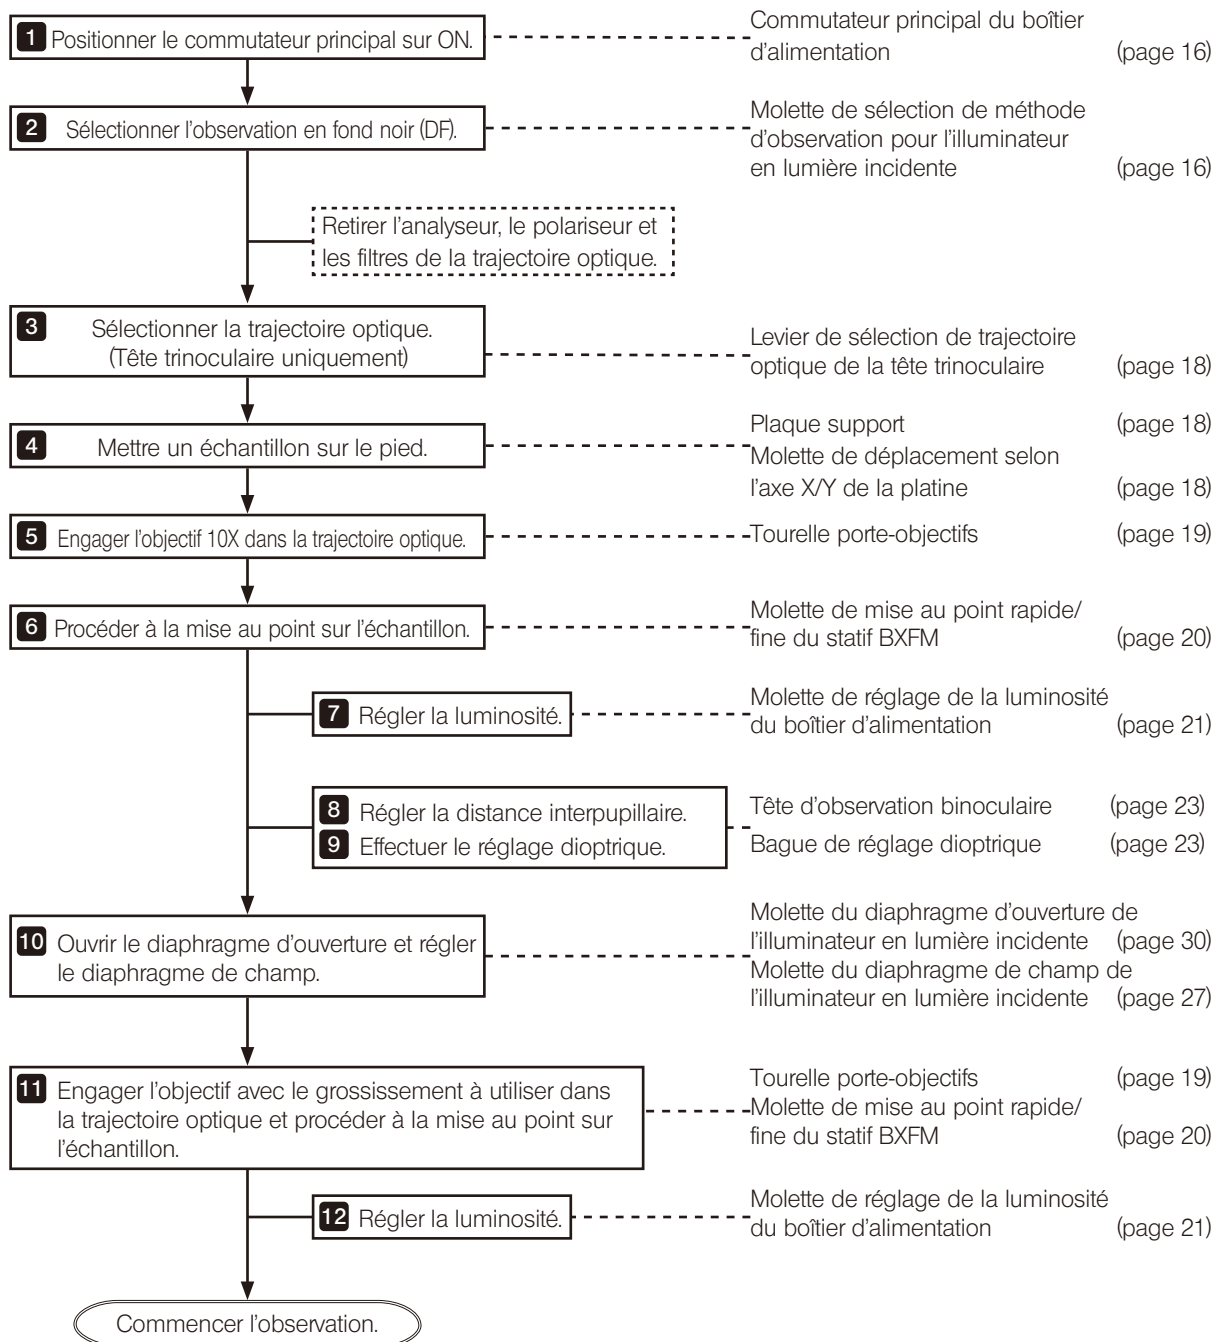 1 Positionner le commutateur principal sur ON.
Commutateur principal du boîtier
d'alimentation (page 16)
2 Sélectionner l'observation en fond noir (DF).
Molette de sélection de méthode
d'observation pour l'illuminateur
en lumière incidente (page 16)
Retirer l'analyseur, le polariseur et
les filtres de la trajectoire optique.
3 Sélectionner la trajectoire optique.
(Tête trinoculaire uniquement)
Levier de sélection de trajectoire
optique de la tête trinoculaire (page 18)
4 Mettre un échantillon sur le pied.
Plaque support (page 18)
Molette de déplacement selon
l'axe X/Y de la platine (page 18)
5 Engager l'objectif 10X dans la trajectoire optique.
Tourelle porte-objectifs (page 19)
6 Procéder à la mise au point sur l'échantillon.
Molette de mise au point rapide/
fine du statif BXFM (page 20)
7 Régler la luminosité.
Molette de réglage de la luminosité
du boîtier d'alimentation (page 21)
8 Régler la distance interpupillaire.
9 Effectuer le réglage dioptrique.
Tête d'observation binoculaire (page 23)
Bague de réglage dioptrique (page 23)
10 Ouvrir le diaphragme d'ouverture et régler
le diaphragme de champ.
Molette du diaphragme d'ouverture de
l'illuminateur en lumière incidente (page 30)
Molette du diaphragme de champ de
l'illuminateur en lumière incidente (page 27)
11 Engager l'objectif avec le grossissement à utiliser dans
la trajectoire optique et procéder à la mise au point sur
l'échantillon.
Tourelle porte-objectifs (page 19)
Molette de mise au point rapide/
fine du statif BXFM (page 20)
12 Régler la luminosité.
Molette de réglage de la luminosité
du boîtier d'alimentation (page 21)
Commencer l'observation.